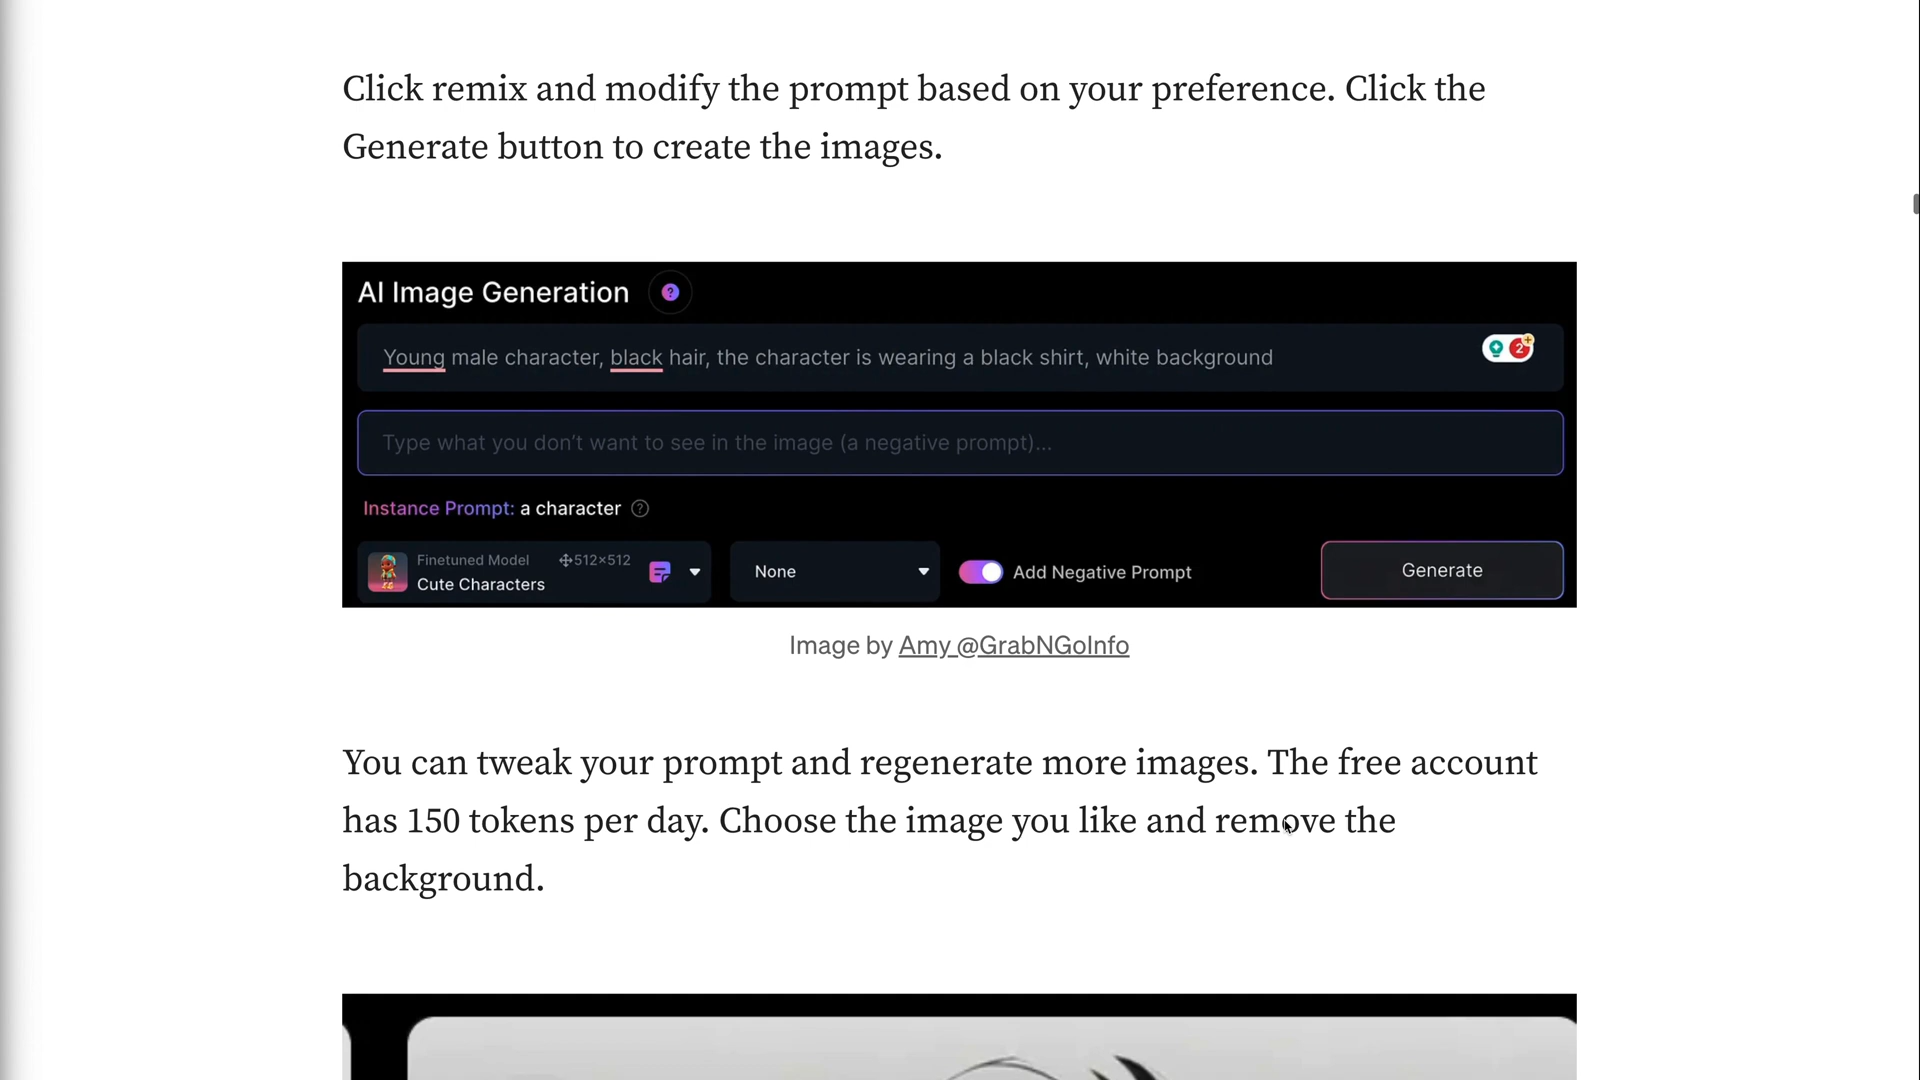 Click remix and modify the prompt based on your preference. Click the
Generate button to create the images.
AI Image Generation ?
Young male character, black hair, the character is wearing a black shirt, white background
2
+
Type what you don’t want to see in the image (a negative prompt)...
Instance Prompt: a character ?
Finetuned Model 512×512
Cute Characters
None
Add Negative Prompt
Generate
Image by Amy @GrabNGoInfo
You can tweak your prompt and regenerate more images. The free account
has 150 tokens per day. Choose the image you like and remove the
background.